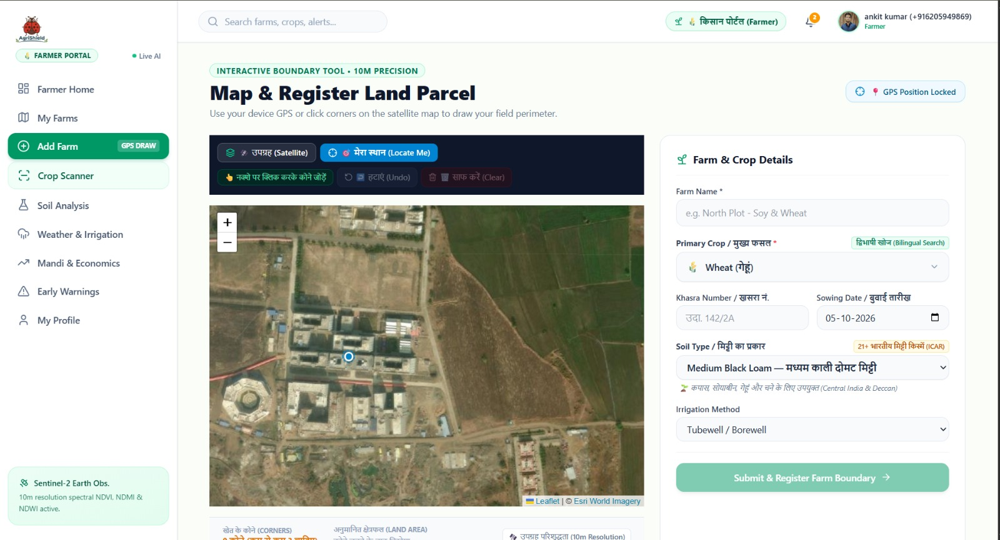 AgriShield
FARMER PORTAL
Live AI
Farmer Home
My Farms
Add Farm
GPS DRAW
Crop Scanner
Soil Analysis
Weather & Irrigation
Mandi & Economics
Early Warnings
My Profile
Sentinel-2 Earth Obs.
10m resolution spectral NDVI, NDMI &
NDWI active.
Search farms, crops, alerts...
किसान पोर्टल (Farmer)
2
ankit kumar (+916205949869)
Farmer
INTERACTIVE BOUNDARY TOOL • 10M PRECISION
Map & Register Land Parcel
Use your device GPS or click corners on the satellite map to draw your field perimeter.
GPS Position Locked
उपग्रह (Satellite)
मेरा स्थान (Locate Me)
नक्शे पर क्लिक करके कोने जोड़ें
हटाएं (Undo)
साफ करें (Clear)
+
−
Leaflet | © Esri World Imagery
खेत के कोने (CORNERS)
अनुमानित क्षेत्रफल (LAND AREA)
उपग्रह परिशुद्धता (10m Resolution)
Farm & Crop Details
Farm Name *
e.g. North Plot - Soy & Wheat
Primary Crop / मुख्य फसल *
द्विभाषी खोज (Bilingual Search)
Wheat (गेहूं)
Khasra Number / खसरा नं.
Sowing Date / बुवाई तारीख
उदा. 142/2A
05-10-2026
Soil Type / मिट्टी का प्रकार
21+ भारतीय मिट्टी किस्में (ICAR)
Medium Black Loam — मध्यम काली दोमट मिट्टी
कपास, सोयाबीन, गेहूं और चने के लिए उपयुक्त (Central India & Deccan)
Irrigation Method
Tubewell / Borewell
Submit & Register Farm Boundary →